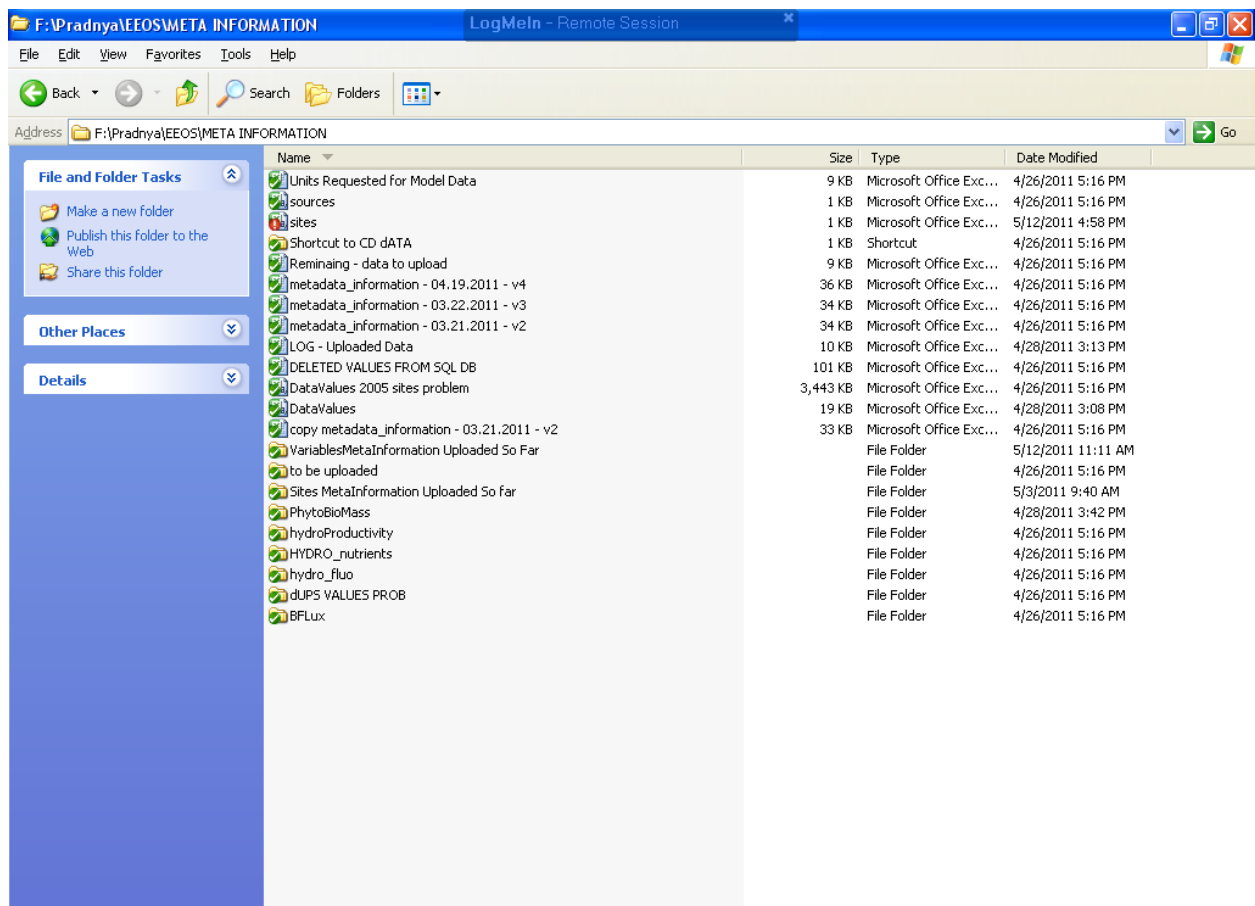 F:\Pradnya\EEOS\META INFORMATION
LogMeIn - Remote Session
File Edit View Favorites Tools Help
Back Search Folders
Address F:\Pradnya\EEOS\META INFORMATION Go
File and Folder Tasks
Make a new folder
Publish this folder to the
Web
Share this folder
Other Places
Details
Name Size Type Date Modified
Units Requested for Model Data 9 KB Microsoft Office Exc... 4/26/2011 5:16 PM
sources 1 KB Microsoft Office Exc... 4/26/2011 5:16 PM
sites 1 KB Microsoft Office Exc... 5/12/2011 4:58 PM
Shortcut to CD dATA 1 KB Shortcut 4/26/2011 5:16 PM
Reminaing - data to upload 9 KB Microsoft Office Exc... 4/26/2011 5:16 PM
metadata_information - 04.19.2011 - v4 36 KB Microsoft Office Exc... 4/26/2011 5:16 PM
metadata_information - 03.22.2011 - v3 34 KB Microsoft Office Exc... 4/26/2011 5:16 PM
metadata_information - 03.21.2011 - v2 34 KB Microsoft Office Exc... 4/26/2011 5:16 PM
LOG - Uploaded Data 10 KB Microsoft Office Exc... 4/28/2011 3:13 PM
DELETED VALUES FROM SQL DB 101 KB Microsoft Office Exc... 4/26/2011 5:16 PM
DataValues 2005 sites problem 3,443 KB Microsoft Office Exc... 4/26/2011 5:16 PM
DataValues 19 KB Microsoft Office Exc... 4/28/2011 3:08 PM
copy metadata_information - 03.21.2011 - v2 33 KB Microsoft Office Exc... 4/26/2011 5:16 PM
VariablesMetaInformation Uploaded So Far File Folder 5/12/2011 11:11 AM
to be uploaded File Folder 4/26/2011 5:16 PM
Sites MetaInformation Uploaded So far File Folder 5/3/2011 9:40 AM
PhytoBioMass File Folder 4/28/2011 3:42 PM
hydroProductivity File Folder 4/26/2011 5:16 PM
HYDRO_nutrients File Folder 4/26/2011 5:16 PM
hydro_fluo File Folder 4/26/2011 5:16 PM
dUPS VALUES PROB File Folder 4/26/2011 5:16 PM
BFLux File Folder 4/26/2011 5:16 PM